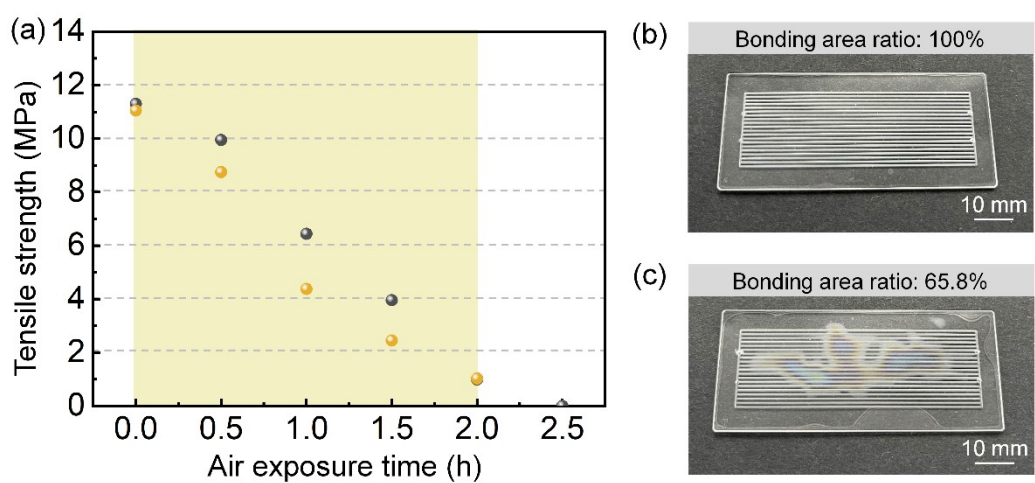 (a)
Tensile strength (MPa)
14
12
10
8
6
4
2
0
0.0 0.5 1.0 1.5 2.0 2.5
Air exposure time (h)
(b)
Bonding area ratio: 100%
10 mm
(c)
Bonding area ratio: 65.8%
10 mm